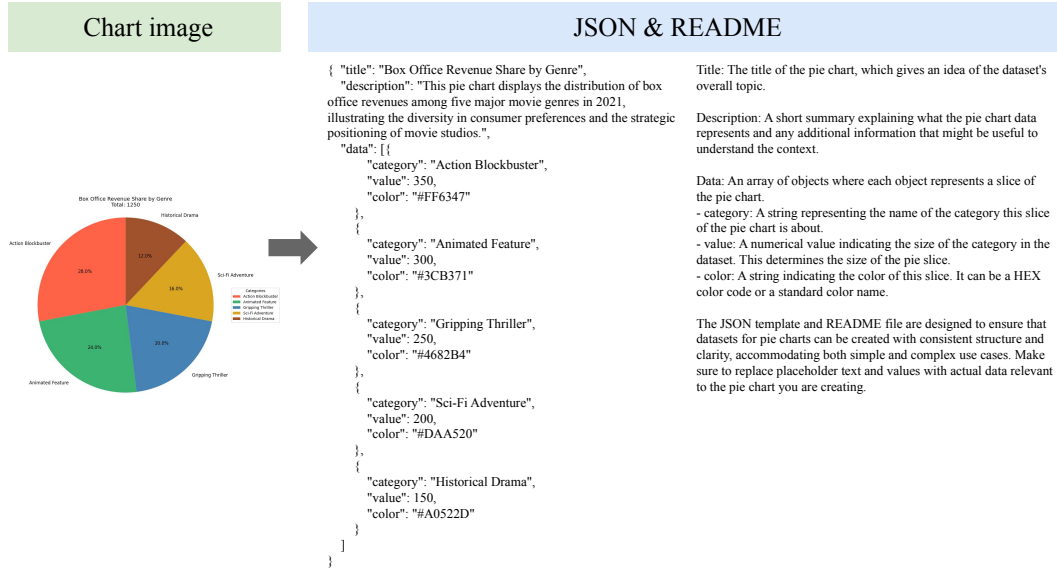 Chart image
JSON & README
Box Office Revenue Share by Genre
Total: 1250
Historical Drama
Action Blockbuster
12.0%
28.0%
Sci-Fi Adventure
16.0%
Categories
Action Blockbuster
Animated Feature
Gripping Thriller
Sci-Fi Adventure
Historical Drama
24.0%
20.0%
Gripping Thriller
Animated Feature
{ "title": "Box Office Revenue Share by Genre",
"description": "This pie chart displays the distribution of box
office revenues among five major movie genres in 2021,
illustrating the diversity in consumer preferences and the strategic
positioning of movie studios.",
"data": [{
"category": "Action Blockbuster",
"value": 350,
"color": "#FF6347"
},
{
"category": "Animated Feature",
"value": 300,
"color": "#3CB371"
},
{
"category": "Gripping Thriller",
"value": 250,
"color": "#4682B4"
},
{
"category": "Sci-Fi Adventure",
"value": 200,
"color": "#DAA520"
},
{
"category": "Historical Drama",
"value": 150,
"color": "#A0522D"
}
]
}
Title: The title of the pie chart, which gives an idea of the dataset's
overall topic.
Description: A short summary explaining what the pie chart data
represents and any additional information that might be useful to
understand the context.
Data: An array of objects where each object represents a slice of
the pie chart.
- category: A string representing the name of the category this slice
of the pie chart is about.
- value: A numerical value indicating the size of the category in the
dataset. This determines the size of the pie slice.
- color: A string indicating the color of this slice. It can be a HEX
color code or a standard color name.
The JSON template and README file are designed to ensure that
datasets for pie charts can be created with consistent structure and
clarity, accommodating both simple and complex use cases. Make
sure to replace placeholder text and values with actual data relevant
to the pie chart you are creating.